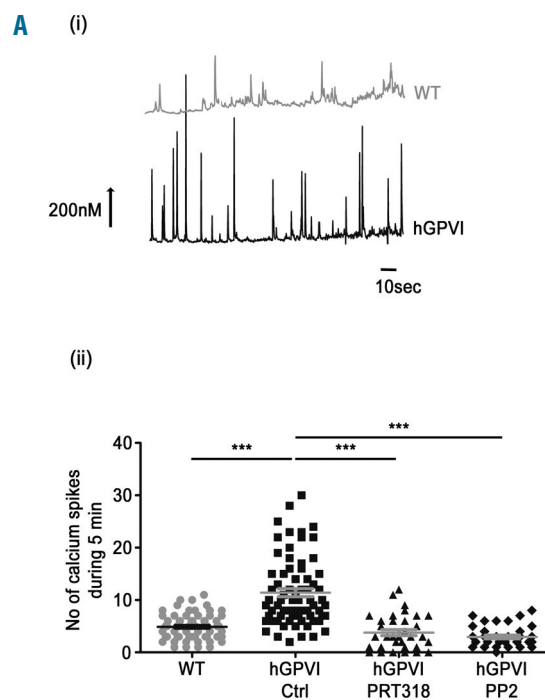 A
(i)
WT
200nM
hGPVI
10sec
(ii)
***
*** ***
No of calcium spikes
during 5 min
40
30
20
10
0
WT hGPVI hGPVI hGPVI
Ctrl PRT318 PP2